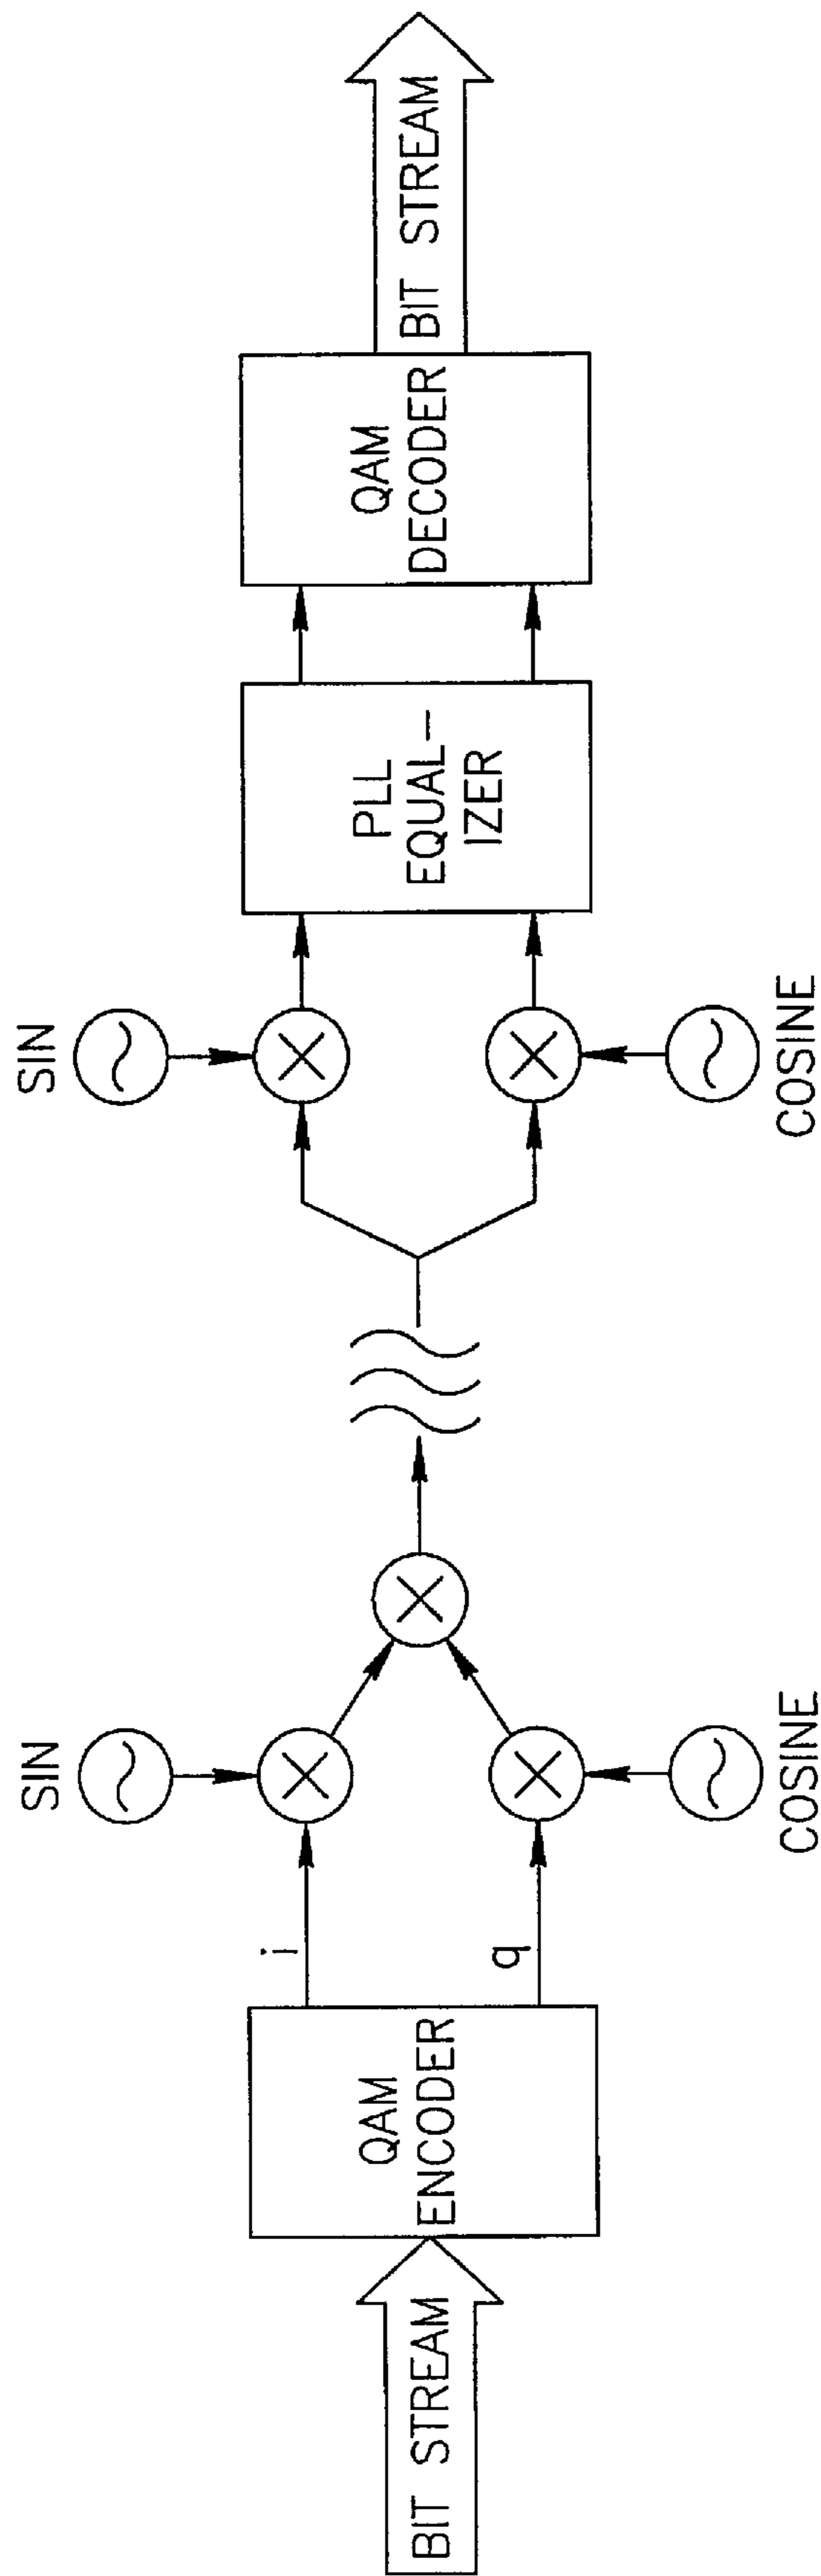 BIT STREAM
QAM
ENCODER
i
q
SIN
COSINE
SIN
COSINE
PLL
EQUAL-
IZER
QAM
DECODER
BIT STREAM